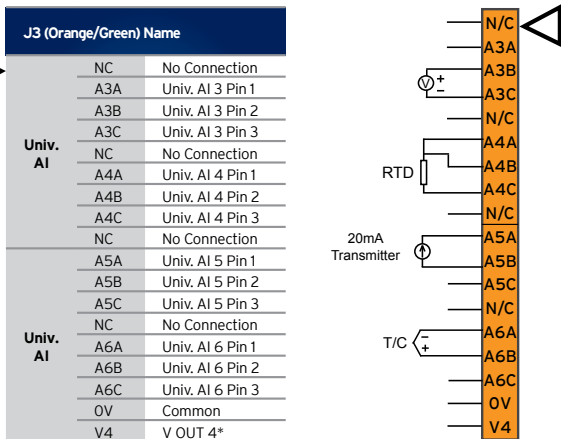 J3 (Orange/Green) Name
NC No Connection
A3A Univ. AI 3 Pin 1
A3B Univ. AI 3 Pin 2
A3C Univ. AI 3 Pin 3
Univ. AI
NC No Connection
A4A Univ. AI 4 Pin 1
A4B Univ. AI 4 Pin 2
A4C Univ. AI 4 Pin 3
NC No Connection
A5A Univ. AI 5 Pin 1
A5B Univ. AI 5 Pin 2
A5C Univ. AI 5 Pin 3
NC No Connection
Univ. AI
A6A Univ. AI 6 Pin 1
A6B Univ. AI 6 Pin 2
A6C Univ. AI 6 Pin 3
0V Common
V4 V OUT 4*
N/C
A3A
A3B
V + −
A3C
N/C
A4A
A4B
RTD
A4C
N/C
A5A
20mA
Transmitter
A5B
A5C
N/C
A6A
T/C − +
A6B
A6C
0V
V4